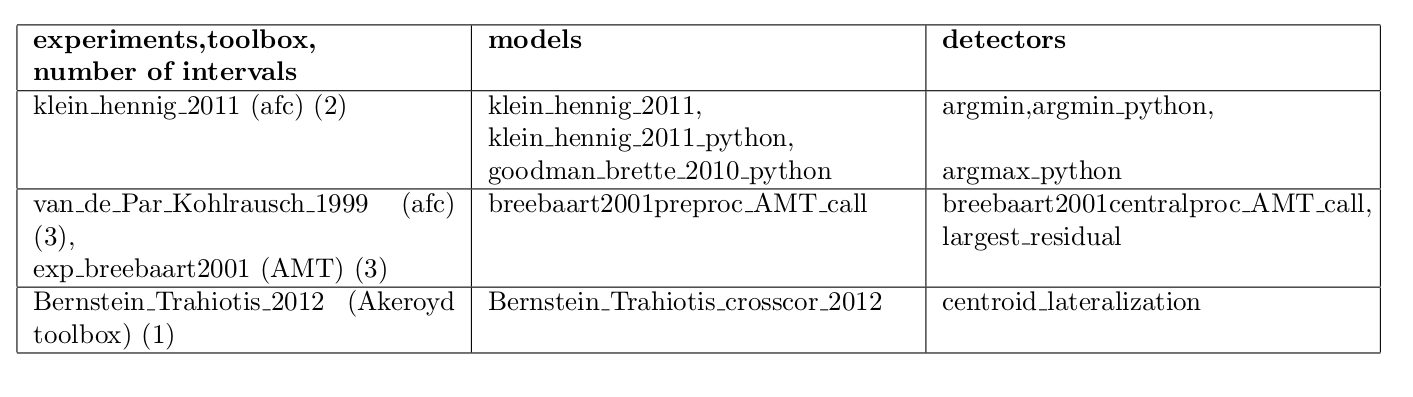 experiments,toolbox,
number of intervals
models
detectors
klein_hennig_2011 (afc) (2)
klein_hennig_2011,
klein_hennig_2011_python,
goodman_brette_2010_python
argmin,argmin_python,
argmax_python
van_de_Par_Kohlrausch_1999 (afc)
(3),
exp_breebaart2001 (AMT) (3)
breebaart2001preproc_AMT_call
breebaart2001centralproc_AMT_call,
largest_residual
Bernstein_Trahiotis_2012 (Akeroyd
toolbox) (1)
Bernstein_Trahiotis_crosscor_2012
centroid_lateralization